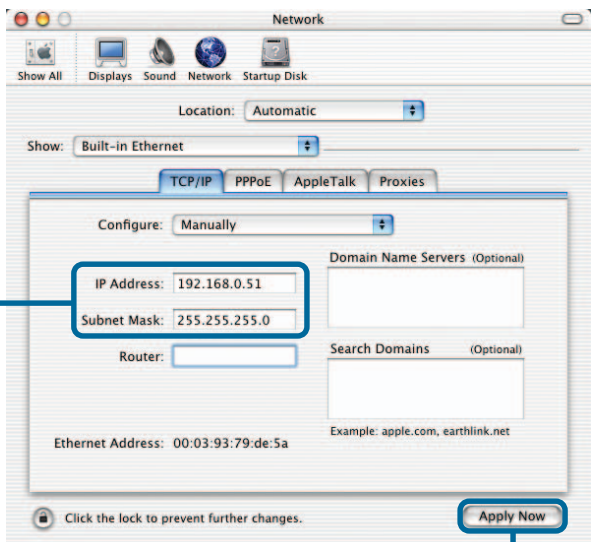 Network
Show All Displays Sound Network Startup Disk
Location: Automatic
Show: Built-in Ethernet
TCP/IP PPPoE AppleTalk Proxies
Configure: Manually
Domain Name Servers (Optional)
IP Address: 192.168.0.51
Subnet Mask: 255.255.255.0
Router:
Search Domains (Optional)
Example: apple.com, earthlink.net
Ethernet Address: 00:03:93:79:de:5a
Click the lock to prevent further changes.
Apply Now